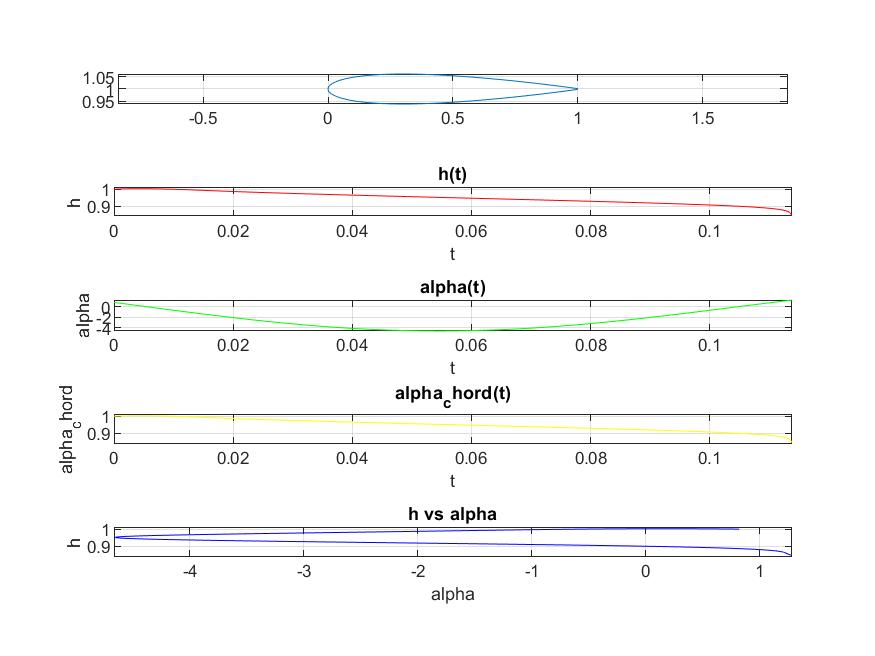 1.05
1
0.95
-0.5 0 0.5 1 1.5
h(t)
1
0.9
h
0 0.02 0.04 0.06 0.08 0.1
t
alpha(t)
0
-2
-4
alpha
0 0.02 0.04 0.06 0.08 0.1
t
alpha_chord(t)
1
0.9
alpha_chord
0 0.02 0.04 0.06 0.08 0.1
t
h vs alpha
1
0.9
h
-4 -3 -2 -1 0 1
alpha